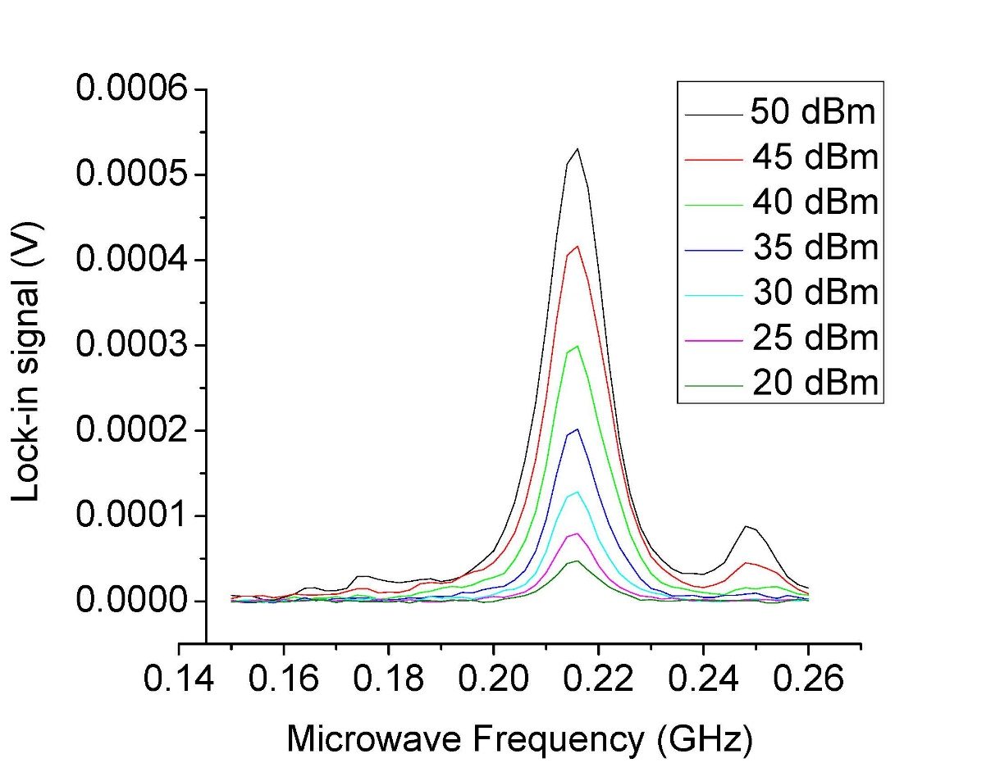 0.0006
0.0005
0.0004
0.0003
0.0002
0.0001
0.0000
Lock-in signal (V)
50 dBm
45 dBm
40 dBm
35 dBm
30 dBm
25 dBm
20 dBm
0.14 0.16 0.18 0.20 0.22 0.24 0.26
Microwave Frequency (GHz)